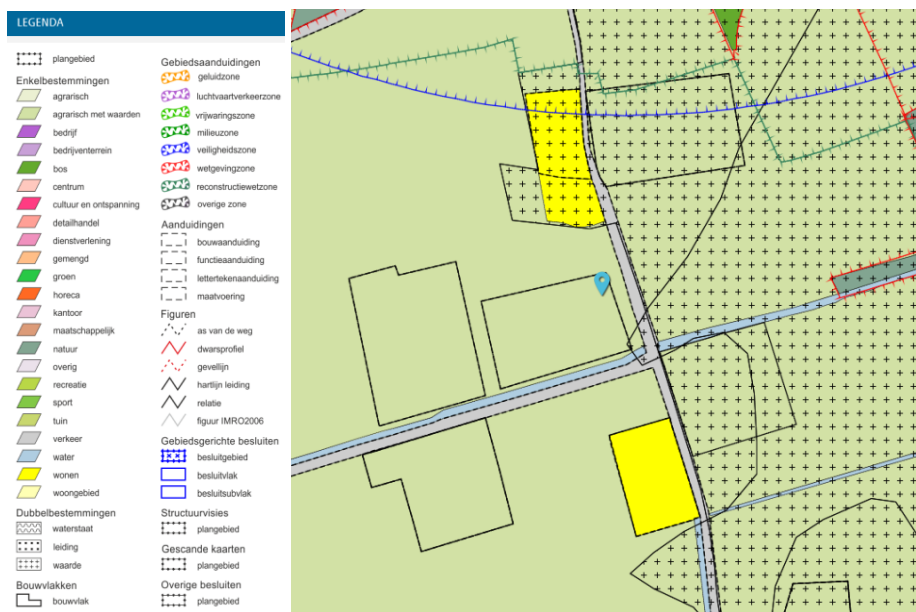 LEGENDA
plangebied
Enkelbestemmingen
agrarisch
agrarisch met waarden
bedrijf
bedrijventerrein
bos
centrum
cultuur en ontspanning
detailhandel
dienstverlening
gemengd
groen
horeca
kantoor
maatschappelijk
natuur
overig
recreatie
sport
tuin
verkeer
water
wonen
woongebied
Dubbelbestemmingen
waterstaat
leiding
waarde
Bouwvlakken
bouwvlak
Gebiedsaanduidingen
geluidzone
luchtvaartverkeerzone
vrijwaringszone
milieuzone
veiligheidszone
wetgevingzone
reconstructiewetzone
overige zone
Aanduidingen
bouwaanduiding
functieaanduiding
lettertekenaanduiding
maatvoering
Figuren
as van de weg
dwarsprofiel
gevellijn
hartlijn leiding
relatie
figuur IMRO2006
Gebiedsgerichte besluiten
besluitgebied
besluitvlak
besluitsubvlak
Structuurvisies
plangebied
Gescande kaarten
plangebied
Overige besluiten
plangebied